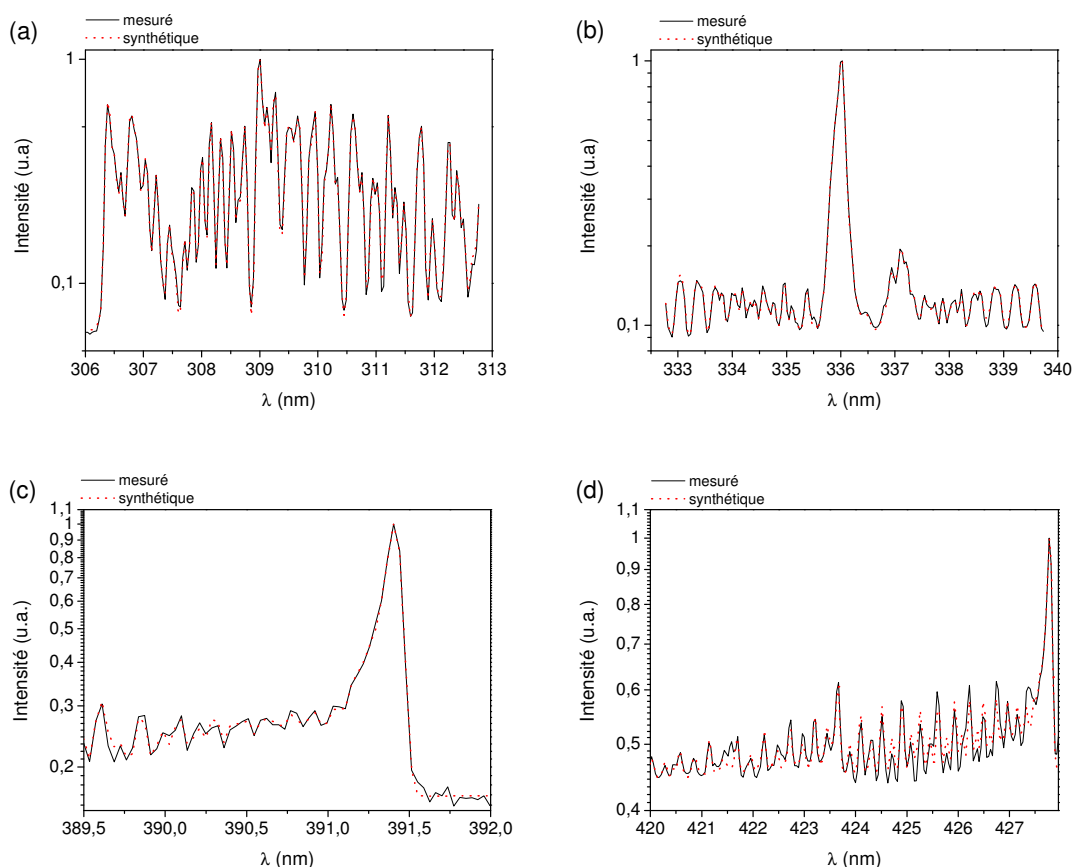 (a)
mesuré
synthétique
1
0,1
Intensité (u.a)
306 307 308 309 310 311 312 313
λ (nm)
(b)
mesuré
synthétique
1
0,1
Intensité (u.a)
333 334 335 336 337 338 339 340
λ (nm)
(c)
mesuré
synthétique
1,1
1
0,9
0,8
0,7
0,6
0,5
0,4
0,3
0,2
Intensité (u.a.)
389,5 390,0 390,5 391,0 391,5 392,0
λ (nm)
(d)
mesuré
synthétique
1,1
1
0,9
0,8
0,7
0,6
0,5
0,4
Intensité (u.a.)
420 421 422 423 424 425 426 427
λ (nm)